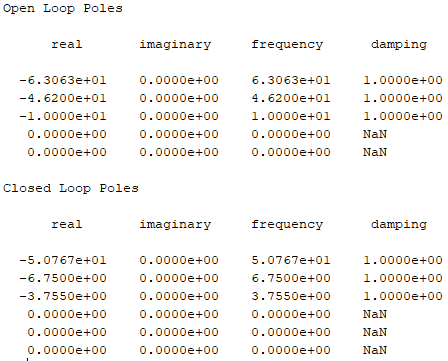 Open Loop Poles
real imaginary frequency damping
-6.3063e+01 0.0000e+00 6.3063e+01 1.0000e+00
-4.6200e+01 0.0000e+00 4.6200e+01 1.0000e+00
-1.0000e+01 0.0000e+00 1.0000e+01 1.0000e+00
0.0000e+00 0.0000e+00 0.0000e+00 NaN
0.0000e+00 0.0000e+00 0.0000e+00 NaN
Closed Loop Poles
real imaginary frequency damping
-5.0767e+01 0.0000e+00 5.0767e+01 1.0000e+00
-6.7500e+00 0.0000e+00 6.7500e+00 1.0000e+00
-3.7550e+00 0.0000e+00 3.7550e+00 1.0000e+00
0.0000e+00 0.0000e+00 0.0000e+00 NaN
0.0000e+00 0.0000e+00 0.0000e+00 NaN
0.0000e+00 0.0000e+00 0.0000e+00 NaN